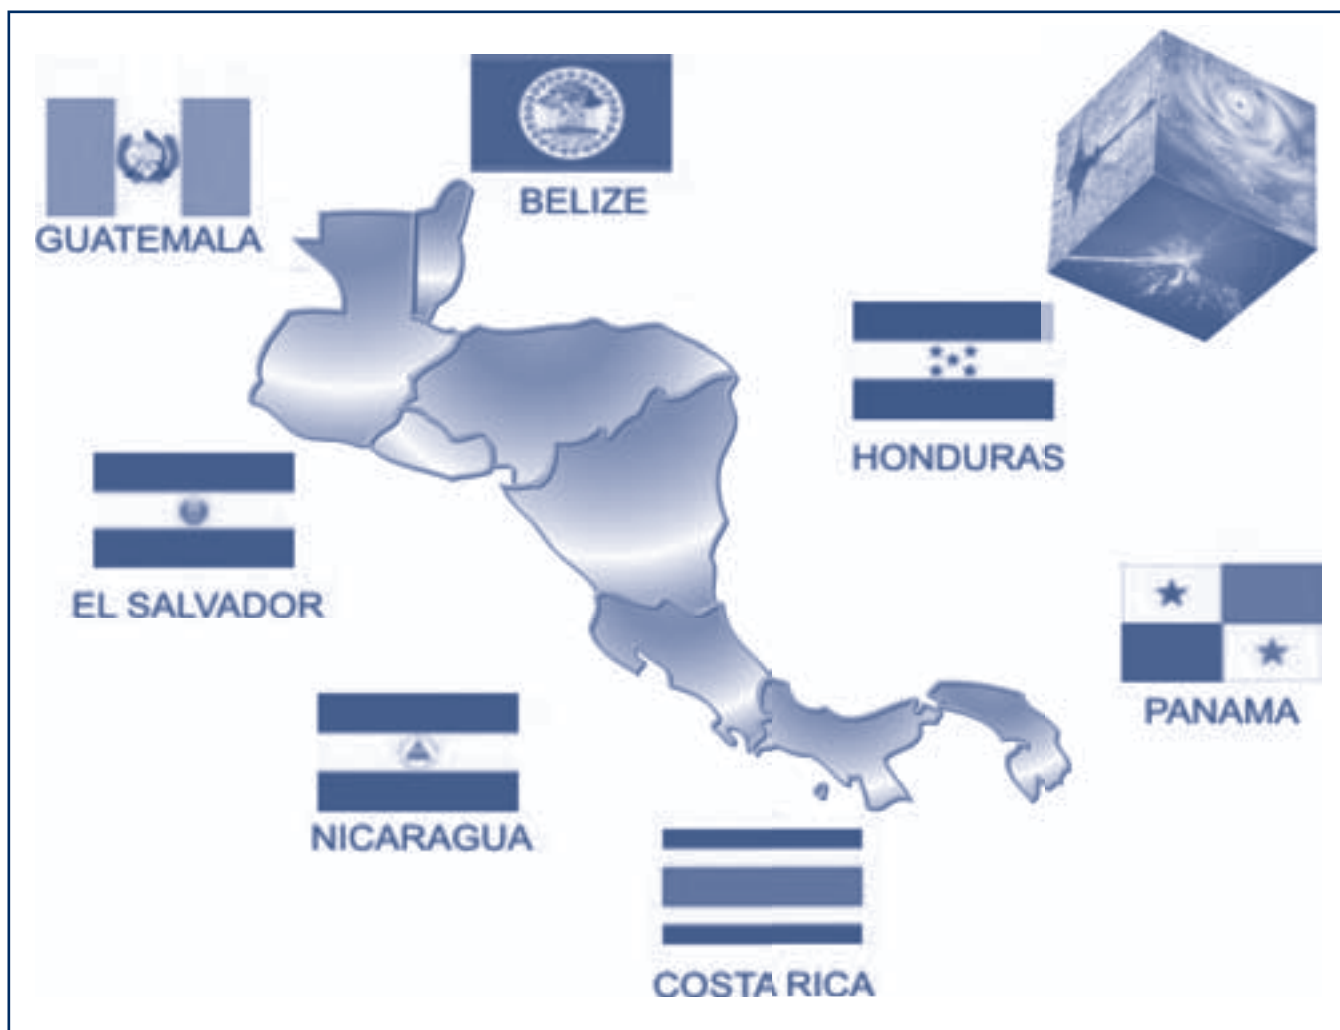 BELIZE
GUATEMALA
HONDURAS
EL SALVADOR
PANAMA
NICARAGUA
COSTA RICA